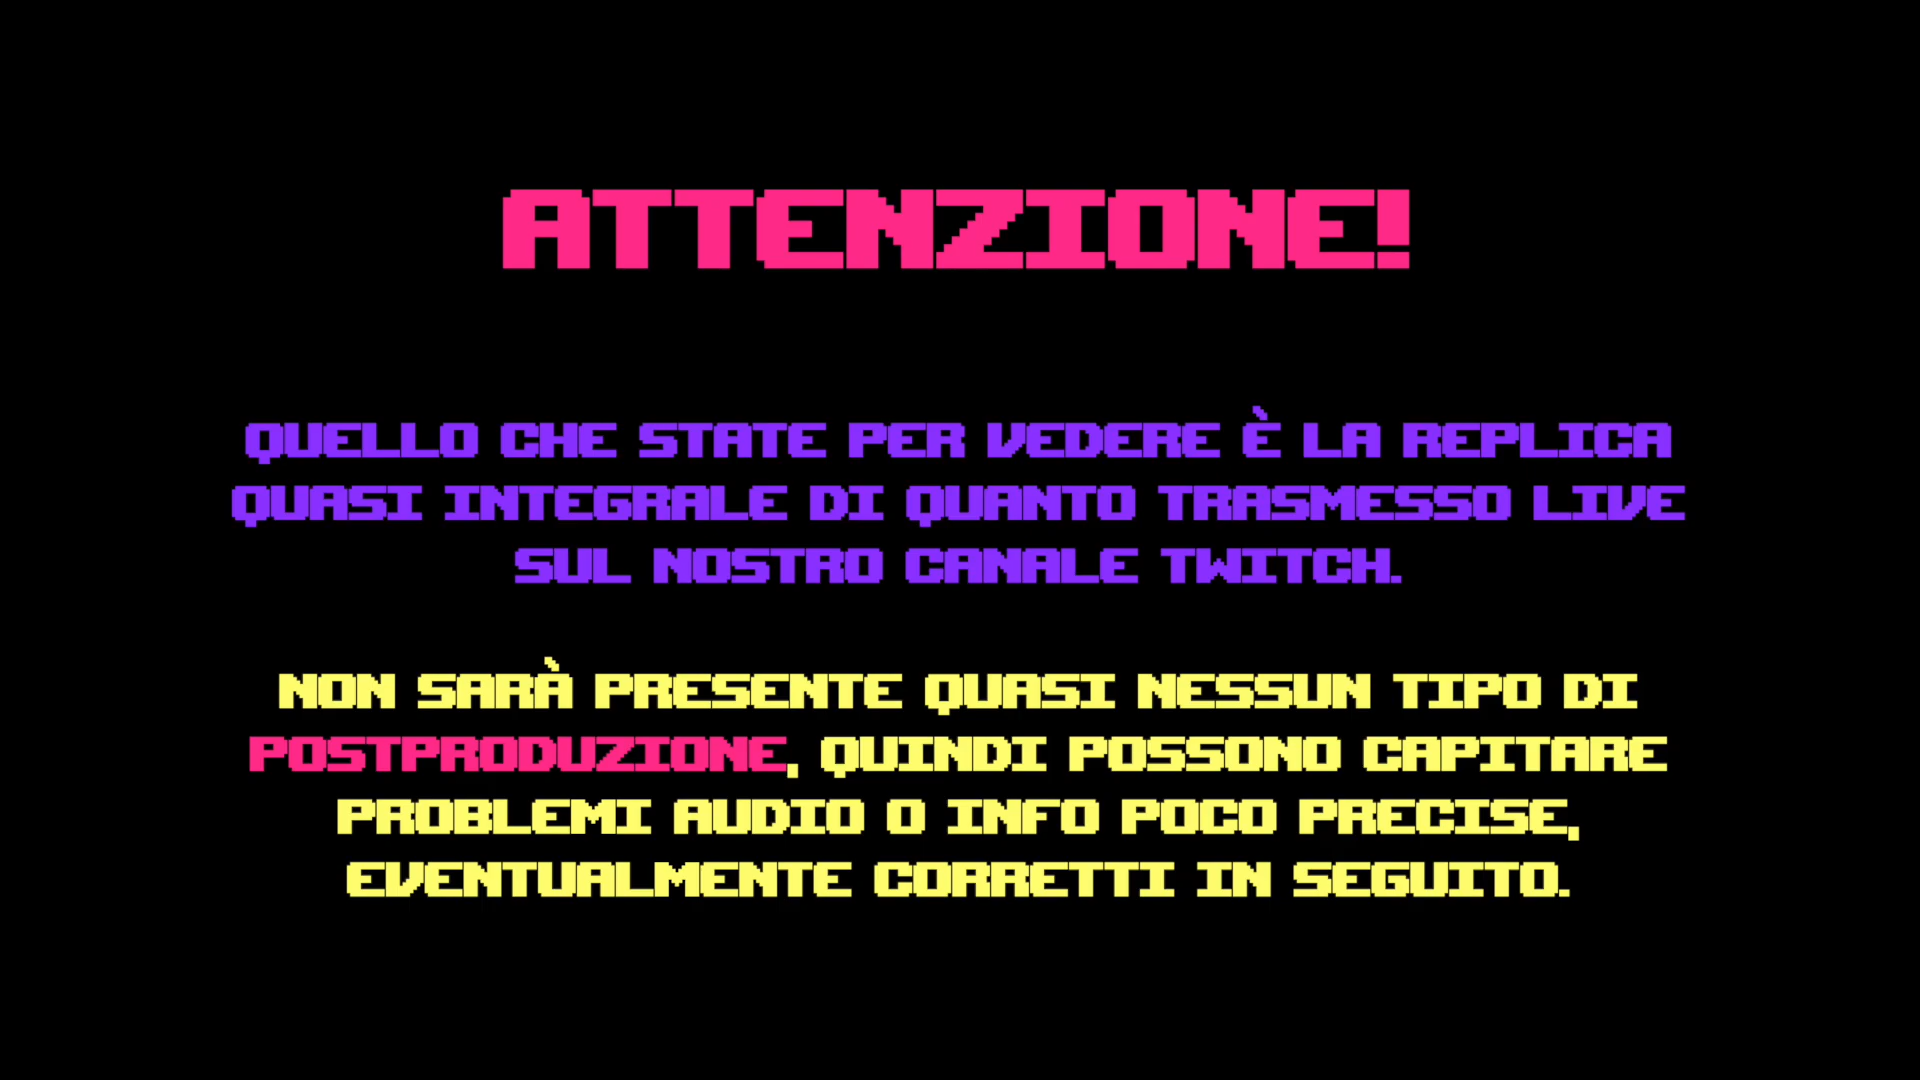 ATTENZIONE!
QUELLO CHE STATE PER VEDERE È LA REPLICA
QUASI INTEGRALE DI QUANTO TRASMESSO LIVE
SUL NOSTRO CANALE TWITCH.
NON SARÀ PRESENTE QUASI NESSUN TIPO DI
POSTPRODUZIONE, QUINDI POSSONO CAPITARE
PROBLEMI AUDIO O INFO POCO PRECISE,
EVENTUALMENTE CORRETTI IN SEGUITO.